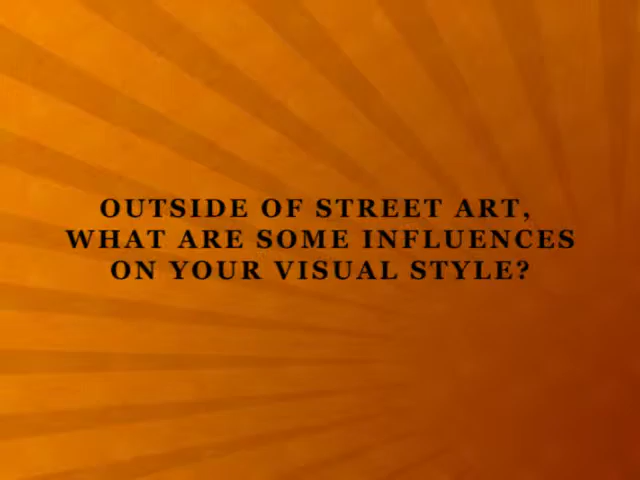 OUTSIDE OF STREET ART,
WHAT ARE SOME INFLUENCES
ON YOUR VISUAL STYLE?